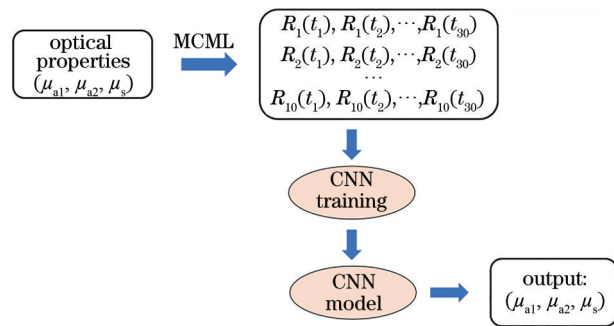 optical
properties
(μa1, μa2, μs)
MCML
R1(t1), R1(t2),⋯,R1(t30)
R2(t1), R2(t2),⋯,R2(t30)
⋯
R10(t1), R10(t2),⋯,R10(t30)
CNN
training
CNN
model
output:
(μa1, μa2, μs)